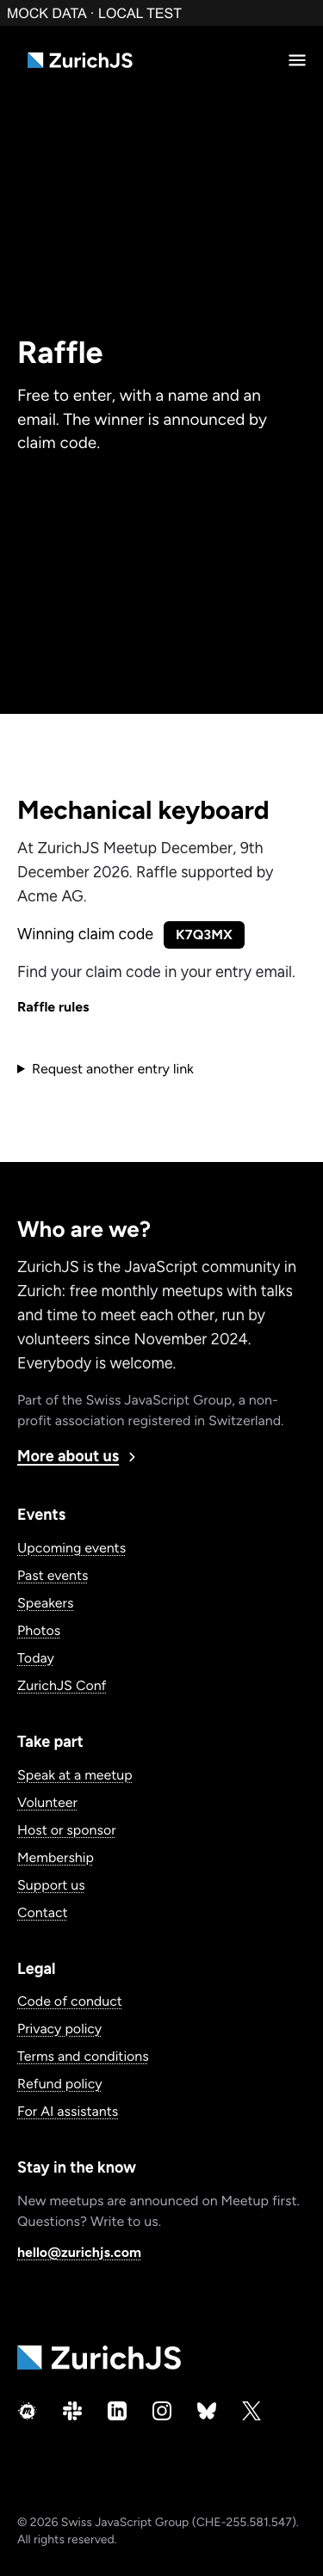 MOCK DATA · LOCAL TEST
ZurichJS
Raffle
Free to enter, with a name and an
email. The winner is announced by
claim code.
Mechanical keyboard
At ZurichJS Meetup December, 9th
December 2026. Raffle supported by
Acme AG.
Winning claim code K7Q3MX
Find your claim code in your entry email.
Raffle rules
Request another entry link
Who are we?
ZurichJS is the JavaScript community in
Zurich: free monthly meetups with talks
and time to meet each other, run by
volunteers since November 2024.
Everybody is welcome.
Part of the Swiss JavaScript Group, a non-
profit association registered in Switzerland.
More about us
Events
Upcoming events
Past events
Speakers
Photos
Today
ZurichJS Conf
Take part
Speak at a meetup
Volunteer
Host or sponsor
Membership
Support us
Contact
Legal
Code of conduct
Privacy policy
Terms and conditions
Refund policy
For AI assistants
Stay in the know
New meetups are announced on Meetup first.
Questions? Write to us.
hello@zurichjs.com
ZurichJS
© 2026 Swiss JavaScript Group (CHE-255.581.547).
All rights reserved.